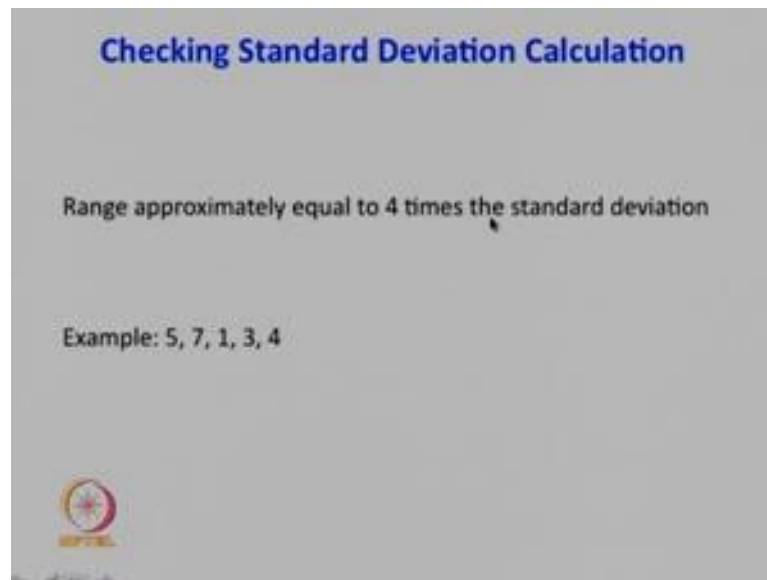 Checking Standard Deviation Calculation
Range approximately equal to 4 times the standard deviation
Example: 5, 7, 1, 3, 4
NPTEL